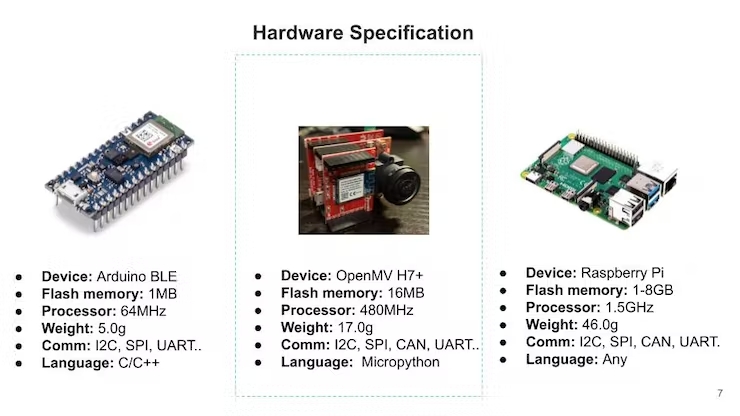 Hardware Specification
● Device: Arduino BLE
● Flash memory: 1MB
● Processor: 64MHz
● Weight: 5.0g
● Comm: I2C, SPI, UART..
● Language: C/C++
● Device: OpenMV H7+
● Flash memory: 16MB
● Processor: 480MHz
● Weight: 17.0g
● Comm: I2C, SPI, CAN, UART..
● Language: Micropython
● Device: Raspberry Pi
● Flash memory: 1-8GB
● Processor: 1.5GHz
● Weight: 46.0g
● Comm: I2C, SPI, CAN, UART.
● Language: Any
7